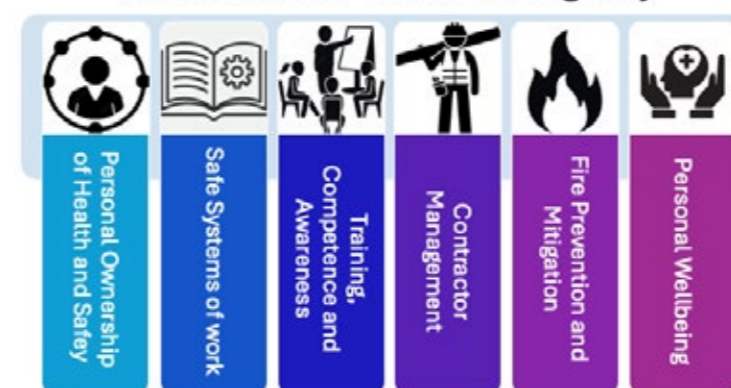 Personal Ownership
of Health and Safey
Safe Systems of work
Training,
Competence and
Awareness
Contractor
Management
Fire Prevention and
Mitigation
Personal Wellbeing